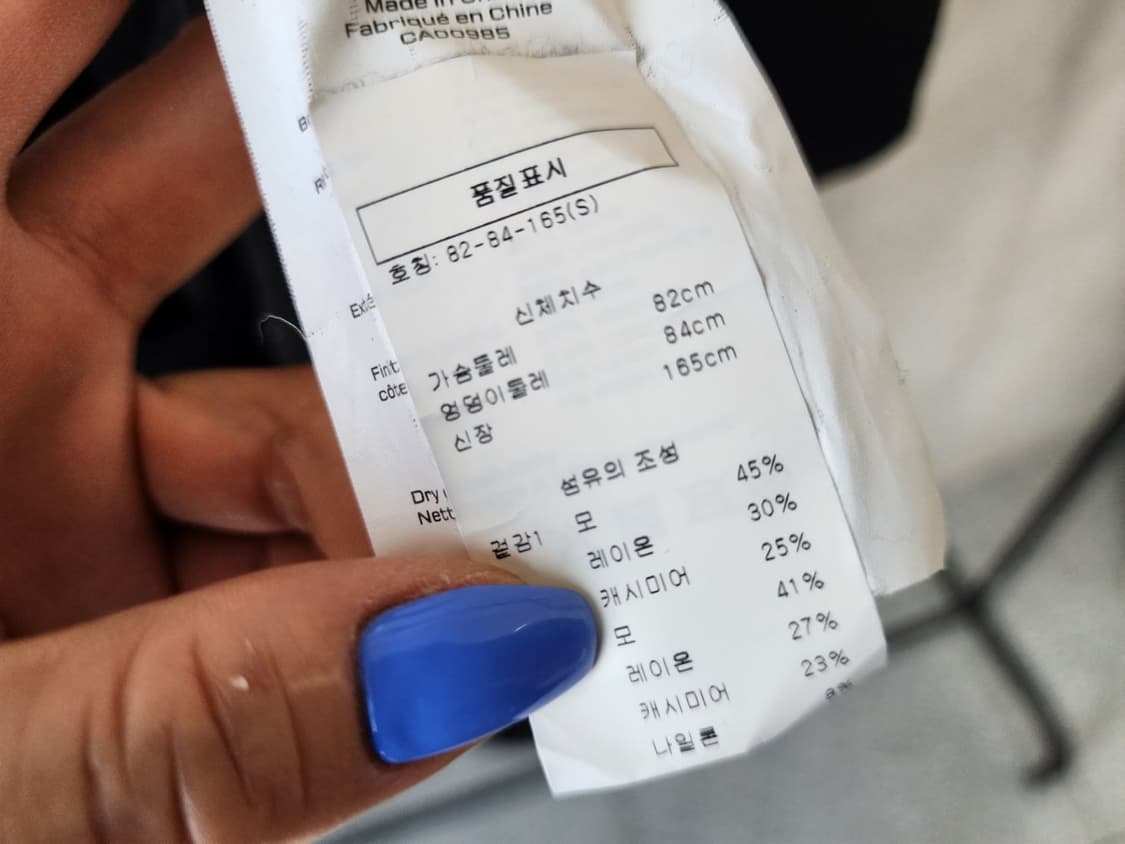 Made in
Fabriqué en Chine
CA00985
품질표시
호칭: 82-84-165(S)
신체치수
가슴둘레 82cm
엉덩이둘레 84cm
신장 165cm
섬유의 조성
겉감1 모 45%
레이온 30%
캐시미어 25%
모 41%
레이온 27%
캐시미어 23%
나일론
Dry
Nett